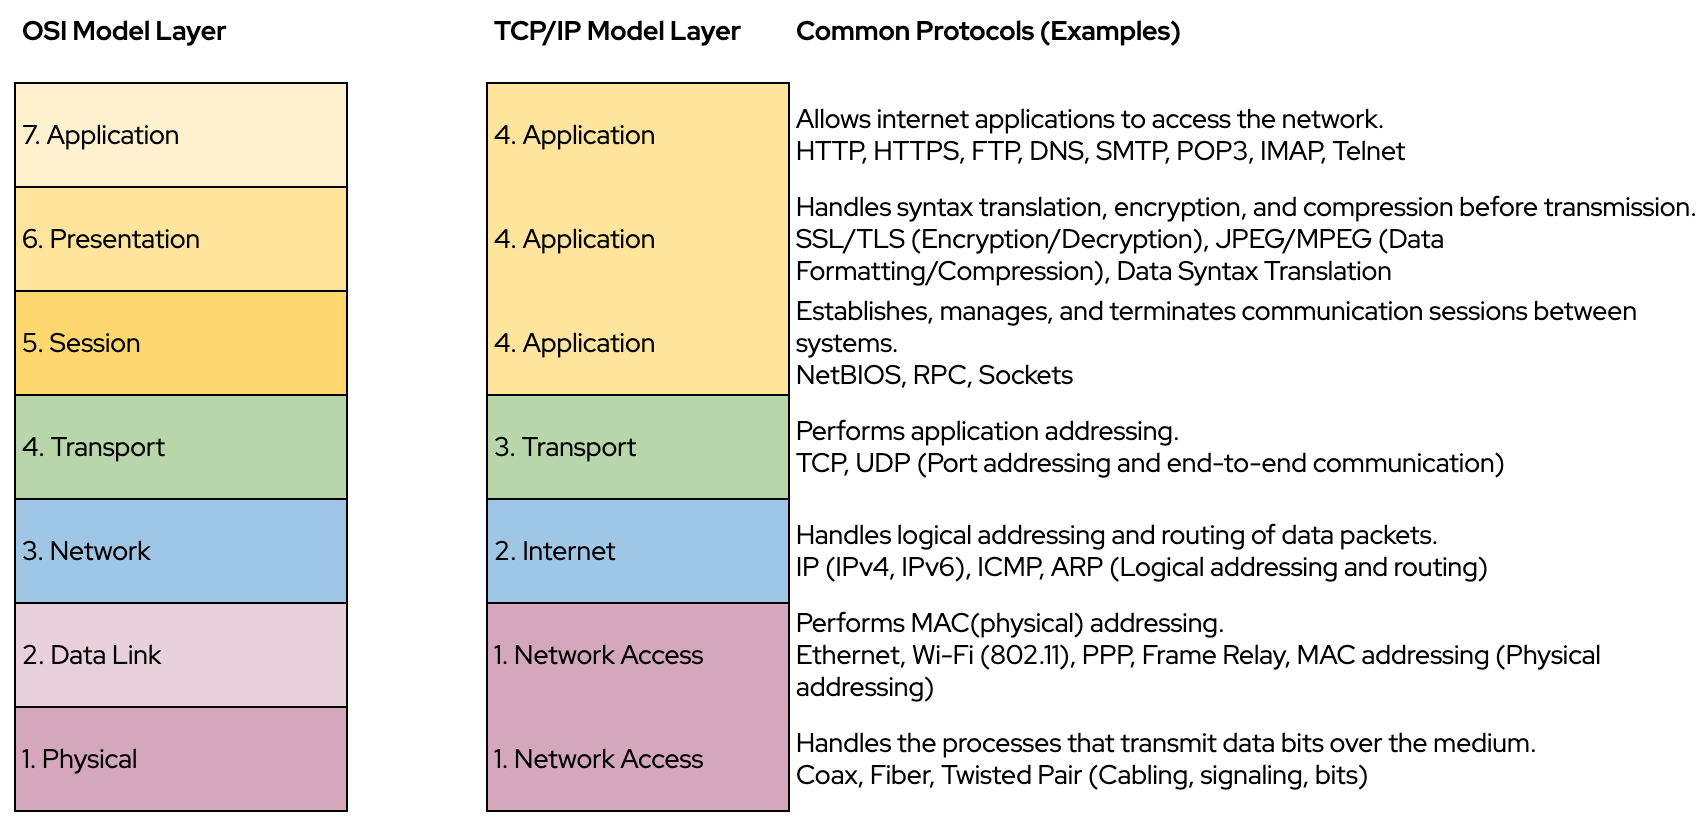 OSI Model Layer
TCP/IP Model Layer
Common Protocols (Examples)
7. Application
4. Application
Allows internet applications to access the network.
HTTP, HTTPS, FTP, DNS, SMTP, POP3, IMAP, Telnet
6. Presentation
4. Application
Handles syntax translation, encryption, and compression before transmission.
SSL/TLS (Encryption/Decryption), JPEG/MPEG (Data
Formatting/Compression), Data Syntax Translation
5. Session
4. Application
Establishes, manages, and terminates communication sessions between
systems.
NetBIOS, RPC, Sockets
4. Transport
3. Transport
Performs application addressing.
TCP, UDP (Port addressing and end-to-end communication)
3. Network
2. Internet
Handles logical addressing and routing of data packets.
IP (IPv4, IPv6), ICMP, ARP (Logical addressing and routing)
2. Data Link
1. Network Access
Performs MAC(physical) addressing.
Ethernet, Wi-Fi (802.11), PPP, Frame Relay, MAC addressing (Physical
addressing)
1. Physical
1. Network Access
Handles the processes that transmit data bits over the medium.
Coax, Fiber, Twisted Pair (Cabling, signaling, bits)